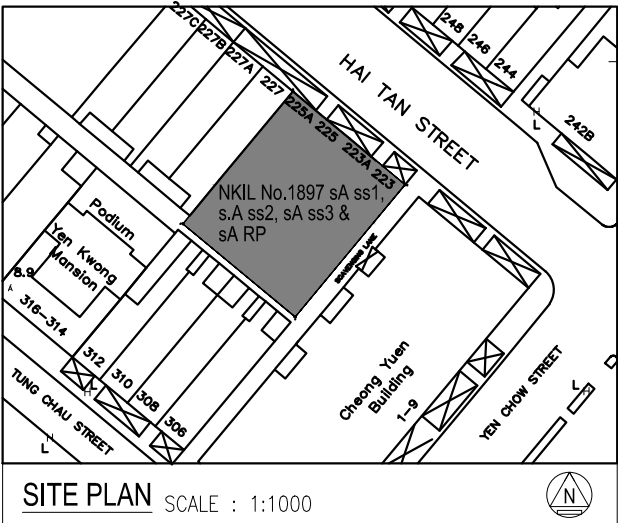 227C
227B
227A
227
225A
225
223A
223
248
246
244
242B
L
HAI TAN STREET
NKIL No.1897 sA ss1,
s.A ss2, sA ss3 &
sA RP
SCAVENGING LANE
Podium
Yen Kwong
Mansion
8.9
316-314
312
310
308
306
TUNG CHAU STREET
L
L
Cheong Yuen
Building
1-9
YEN CHOW STREET
L
SITE PLAN SCALE : 1:1000
N